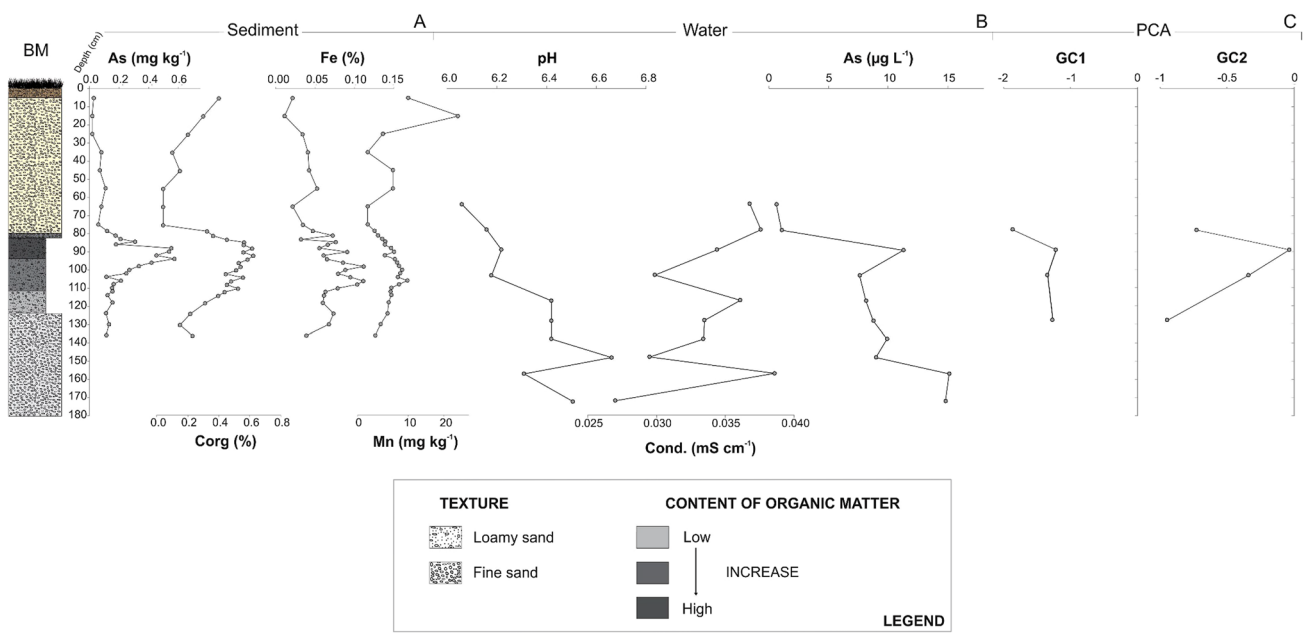 Sediment A Water B PCA C
BM
Depth (cm)
As (mg kg⁻¹) Fe (%) pH As (µg L⁻¹) GC1 GC2
0.0 0.2 0.4 0.6 0.00 0.05 0.10 0.15 6.0 6.2 6.4 6.6 6.8 0 5 10 15 -2 -1 0 -1 -0.5 0
0
10
20
30
40
50
60
70
80
90
100
110
120
130
140
150
160
170
180
0.0 0.2 0.4 0.6 0.8 0 10 20 0.025 0.030 0.035 0.040
Corg (%) Mn (mg kg⁻¹) Cond. (mS cm⁻¹)
TEXTURE CONTENT OF ORGANIC MATTER
Loamy sand Low
Fine sand INCREASE
High
LEGEND